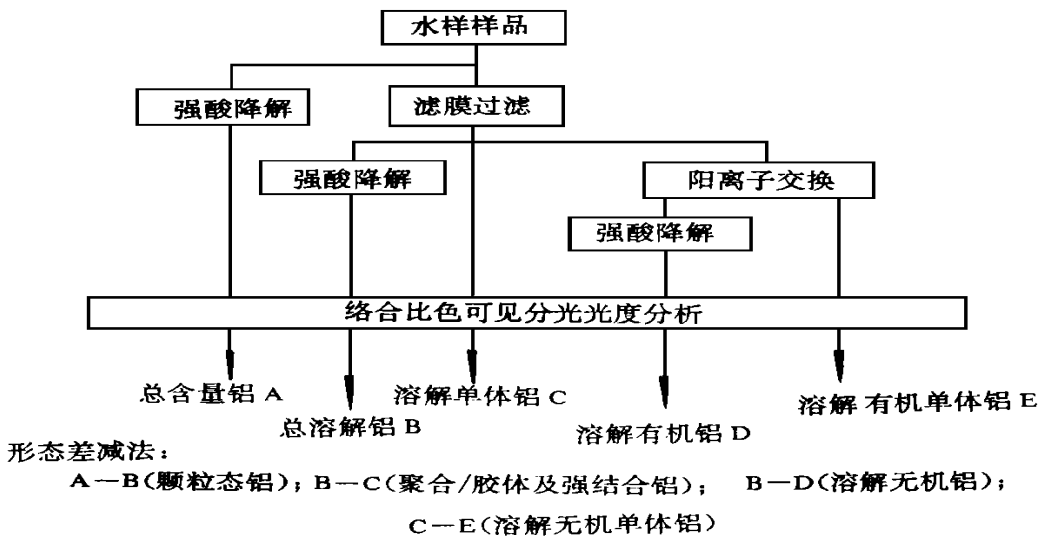 水样样品
强酸降解
滤膜过滤
强酸降解
阳离子交换
强酸降解
络合比色可见分光光度分析
总含量铝 A
溶解单体铝 C
溶解有机单体铝 E
总溶解铝 B
溶解有机铝 D
形态差减法：
A－B(颗粒态铝)；B－C(聚合/胶体及强结合铝)； B－D(溶解无机铝)；
C－E(溶解无机单体铝)